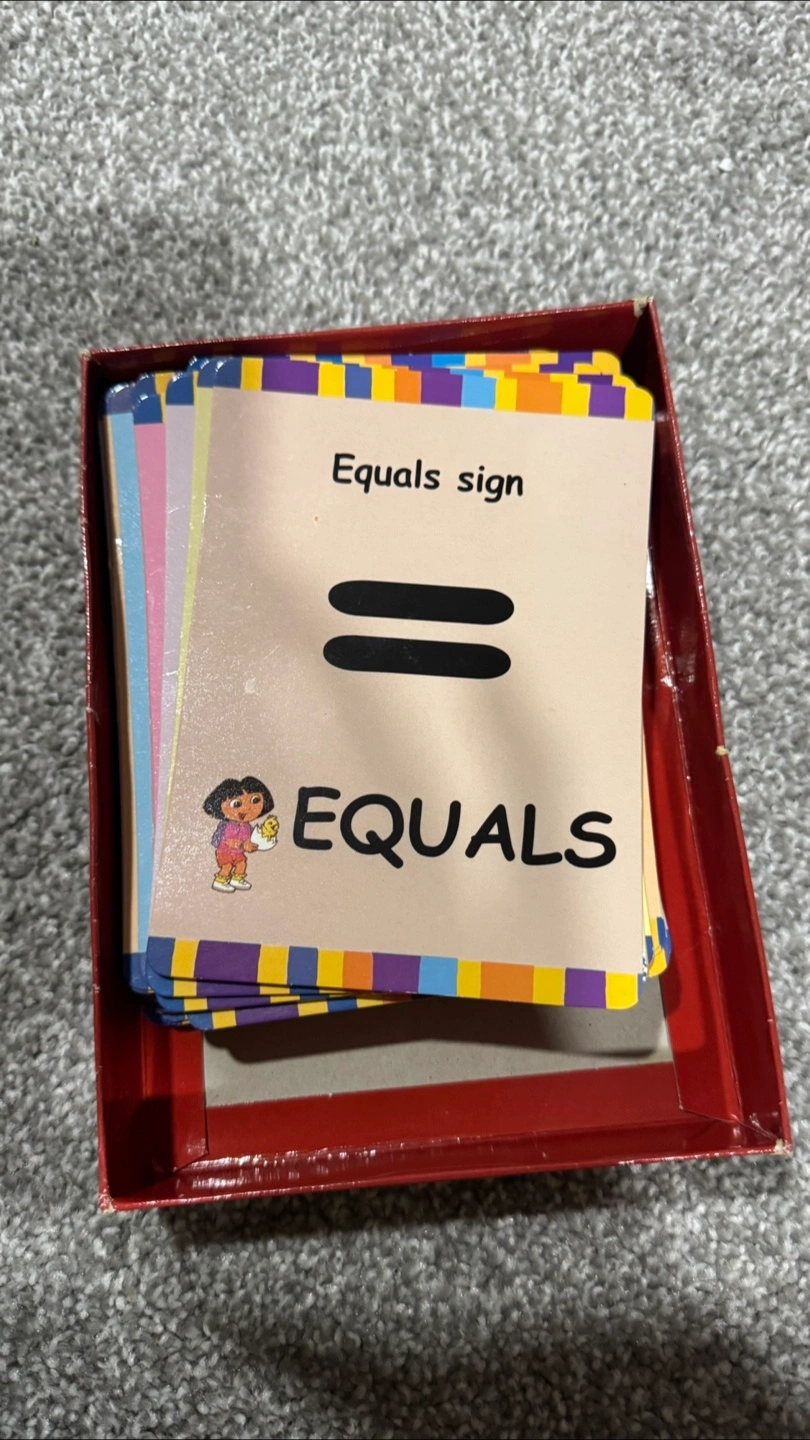 Equals sign
=
EQUALS